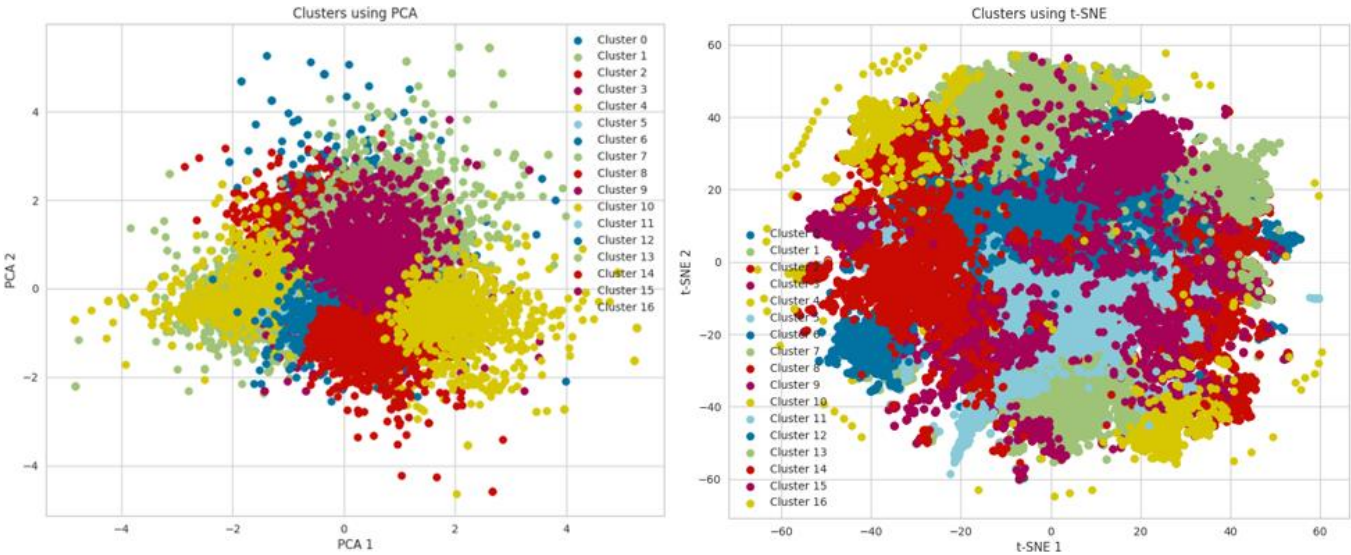 Clusters using PCA
Cluster 0
Cluster 1
Cluster 2
Cluster 3
Cluster 4
Cluster 5
Cluster 6
Cluster 7
Cluster 8
Cluster 9
Cluster 10
Cluster 11
Cluster 12
Cluster 13
Cluster 14
Cluster 15
Cluster 16
4
2
0
−2
−4
PCA 2
−4 −2 0 2 4
PCA 1
Clusters using t-SNE
60
40
20
0
−20
−40
−60
t-SNE 2
Cluster
Cluster 1
Cluster
Cluster
Cluster 4
Cluster
Cluster
Cluster 7
Cluster 8
Cluster 9
Cluster 10
Cluster 11
Cluster 12
Cluster 13
Cluster 14
Cluster 15
Cluster 16
−60 −40 −20 0 20 40 60
t-SNE 1